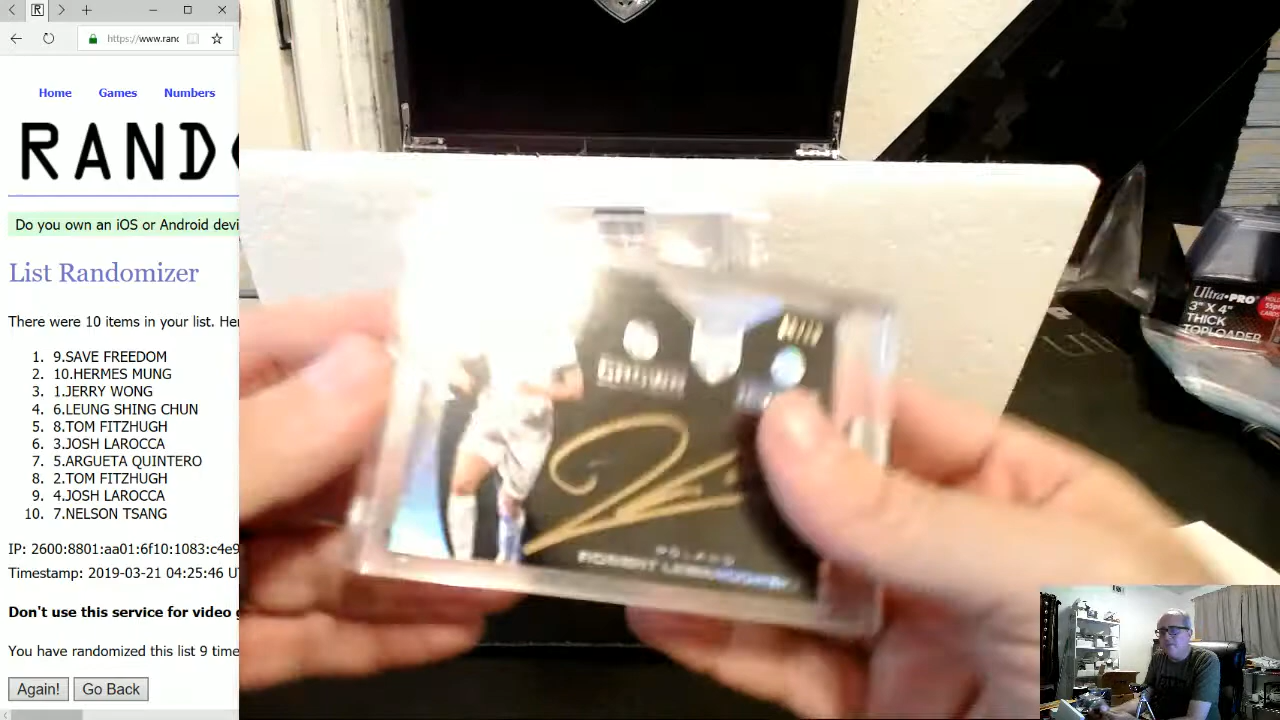 https://www.rand
Home Games Numbers
RAND
Do you own an iOS or Android devi
List Randomizer
There were 10 items in your list. Her
1. 9.SAVE FREEDOM
2. 10.HERMES MUNG
3. 1.JERRY WONG
4. 6.LEUNG SHING CHUN
5. 8.TOM FITZHUGH
6. 3.JOSH LAROCCA
7. 5.ARGUETA QUINTERO
8. 2.TOM FITZHUGH
9. 4.JOSH LAROCCA
10. 7.NELSON TSANG
IP: 2600:8801:aa01:6f10:1083:c4e9
Timestamp: 2019-03-21 04:25:46 U
Don't use this service for video g
You have randomized this list 9 time
Again! Go Back
POLAND
ROBERT LEWANDOWSKI
Ultra•PRO
3" X 4"
THICK
TOPLOADER